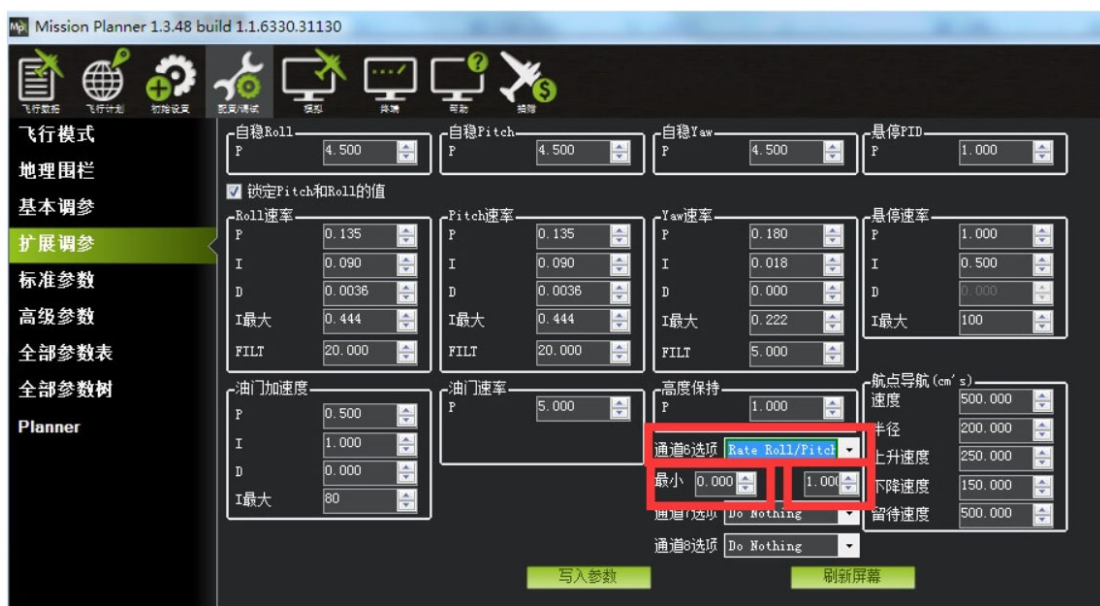 Mission Planner 1.3.48 build 1.1.6330.31130
飞行数据 飞行计划 初始设置 配置/调试 模拟 终端 帮助 捐赠
飞行模式
地理围栏
基本调参
扩展调参
标准参数
高级参数
全部参数表
全部参数树
Planner
自稳Roll
P 4.500
自稳Pitch
P 4.500
自稳Yaw
P 4.500
悬停PID
P 1.000
锁定Pitch和Roll的值
Roll速率
P 0.135
I 0.090
D 0.0036
I最大 0.444
FILT 20.000
Pitch速率
P 0.135
I 0.090
D 0.0036
I最大 0.444
FILT 20.000
Yaw速率
P 0.180
I 0.018
D 0.000
I最大 0.222
FILT 5.000
悬停速率
P 1.000
I 0.500
D 0.000
I最大 100
油门加速度
P 0.500
I 1.000
D 0.000
I最大 80
油门速率
P 5.000
高度保持
P 1.000
通道6选项 Rate Roll/Pitch
最小 0.000 1.000
通道7选项 Do Nothing
通道8选项 Do Nothing
航点导航(cm's)
速度 500.000
半径 200.000
上升速度 250.000
下降速度 150.000
留待速度 500.000
写入参数
刷新屏幕